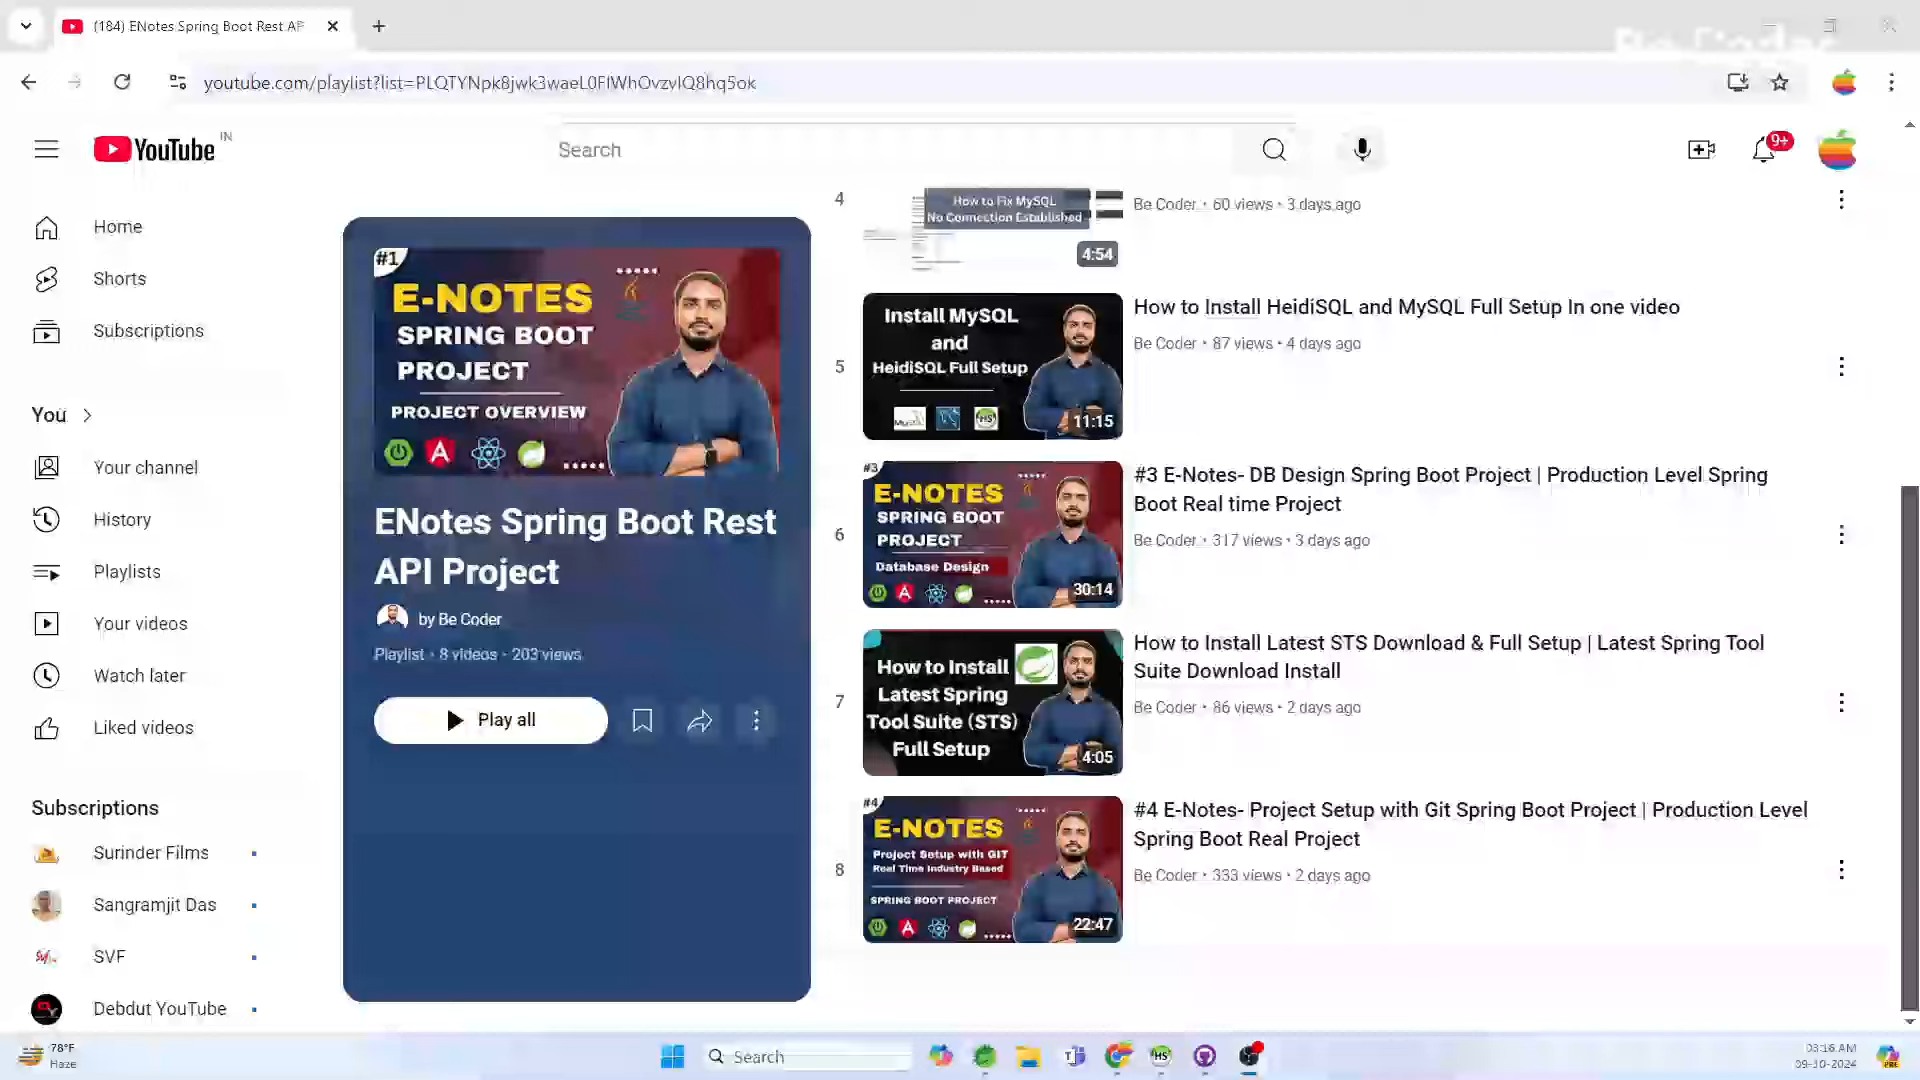 (184) ENotes Spring Boot Rest AP
Be Coder
youtube.com/playlist?list=PLQTYNpk8jwk3waeL0FlWhOvzvlQ8hq5ok
YouTube IN
Search
9+
Home
Shorts
Subscriptions
You
Your channel
History
Playlists
Your videos
Watch later
Liked videos
Subscriptions
Surinder Films
Sangramjit Das
SVF
Debdut YouTube
#1
E-NOTES
SPRING BOOT
PROJECT
PROJECT OVERVIEW
ENotes Spring Boot Rest
API Project
by Be Coder
Playlist • 8 videos • 203 views
Play all
4
How to Fix MySQL
No Connection Established
4:54
Be Coder • 60 views • 3 days ago
5
Install MySQL
and
HeidiSQL Full Setup
11:15
How to Install HeidiSQL and MySQL Full Setup In one video
Be Coder • 87 views • 4 days ago
6
#3
E-NOTES
SPRING BOOT
PROJECT
Database Design
30:14
#3 E-Notes- DB Design Spring Boot Project | Production Level Spring
Boot Real time Project
Be Coder • 317 views • 3 days ago
7
How to Install
Latest Spring
Tool Suite (STS)
Full Setup
4:05
How to Install Latest STS Download & Full Setup | Latest Spring Tool
Suite Download Install
Be Coder • 86 views • 2 days ago
8
#4
E-NOTES
Project Setup with GIT
Real Time Industry Based
SPRING BOOT PROJECT
22:47
#4 E-Notes- Project Setup with Git Spring Boot Project | Production Level
Spring Boot Real Project
Be Coder • 333 views • 2 days ago
78°F
Haze
Search
HS
03:16 AM
09-10-2024
PRE